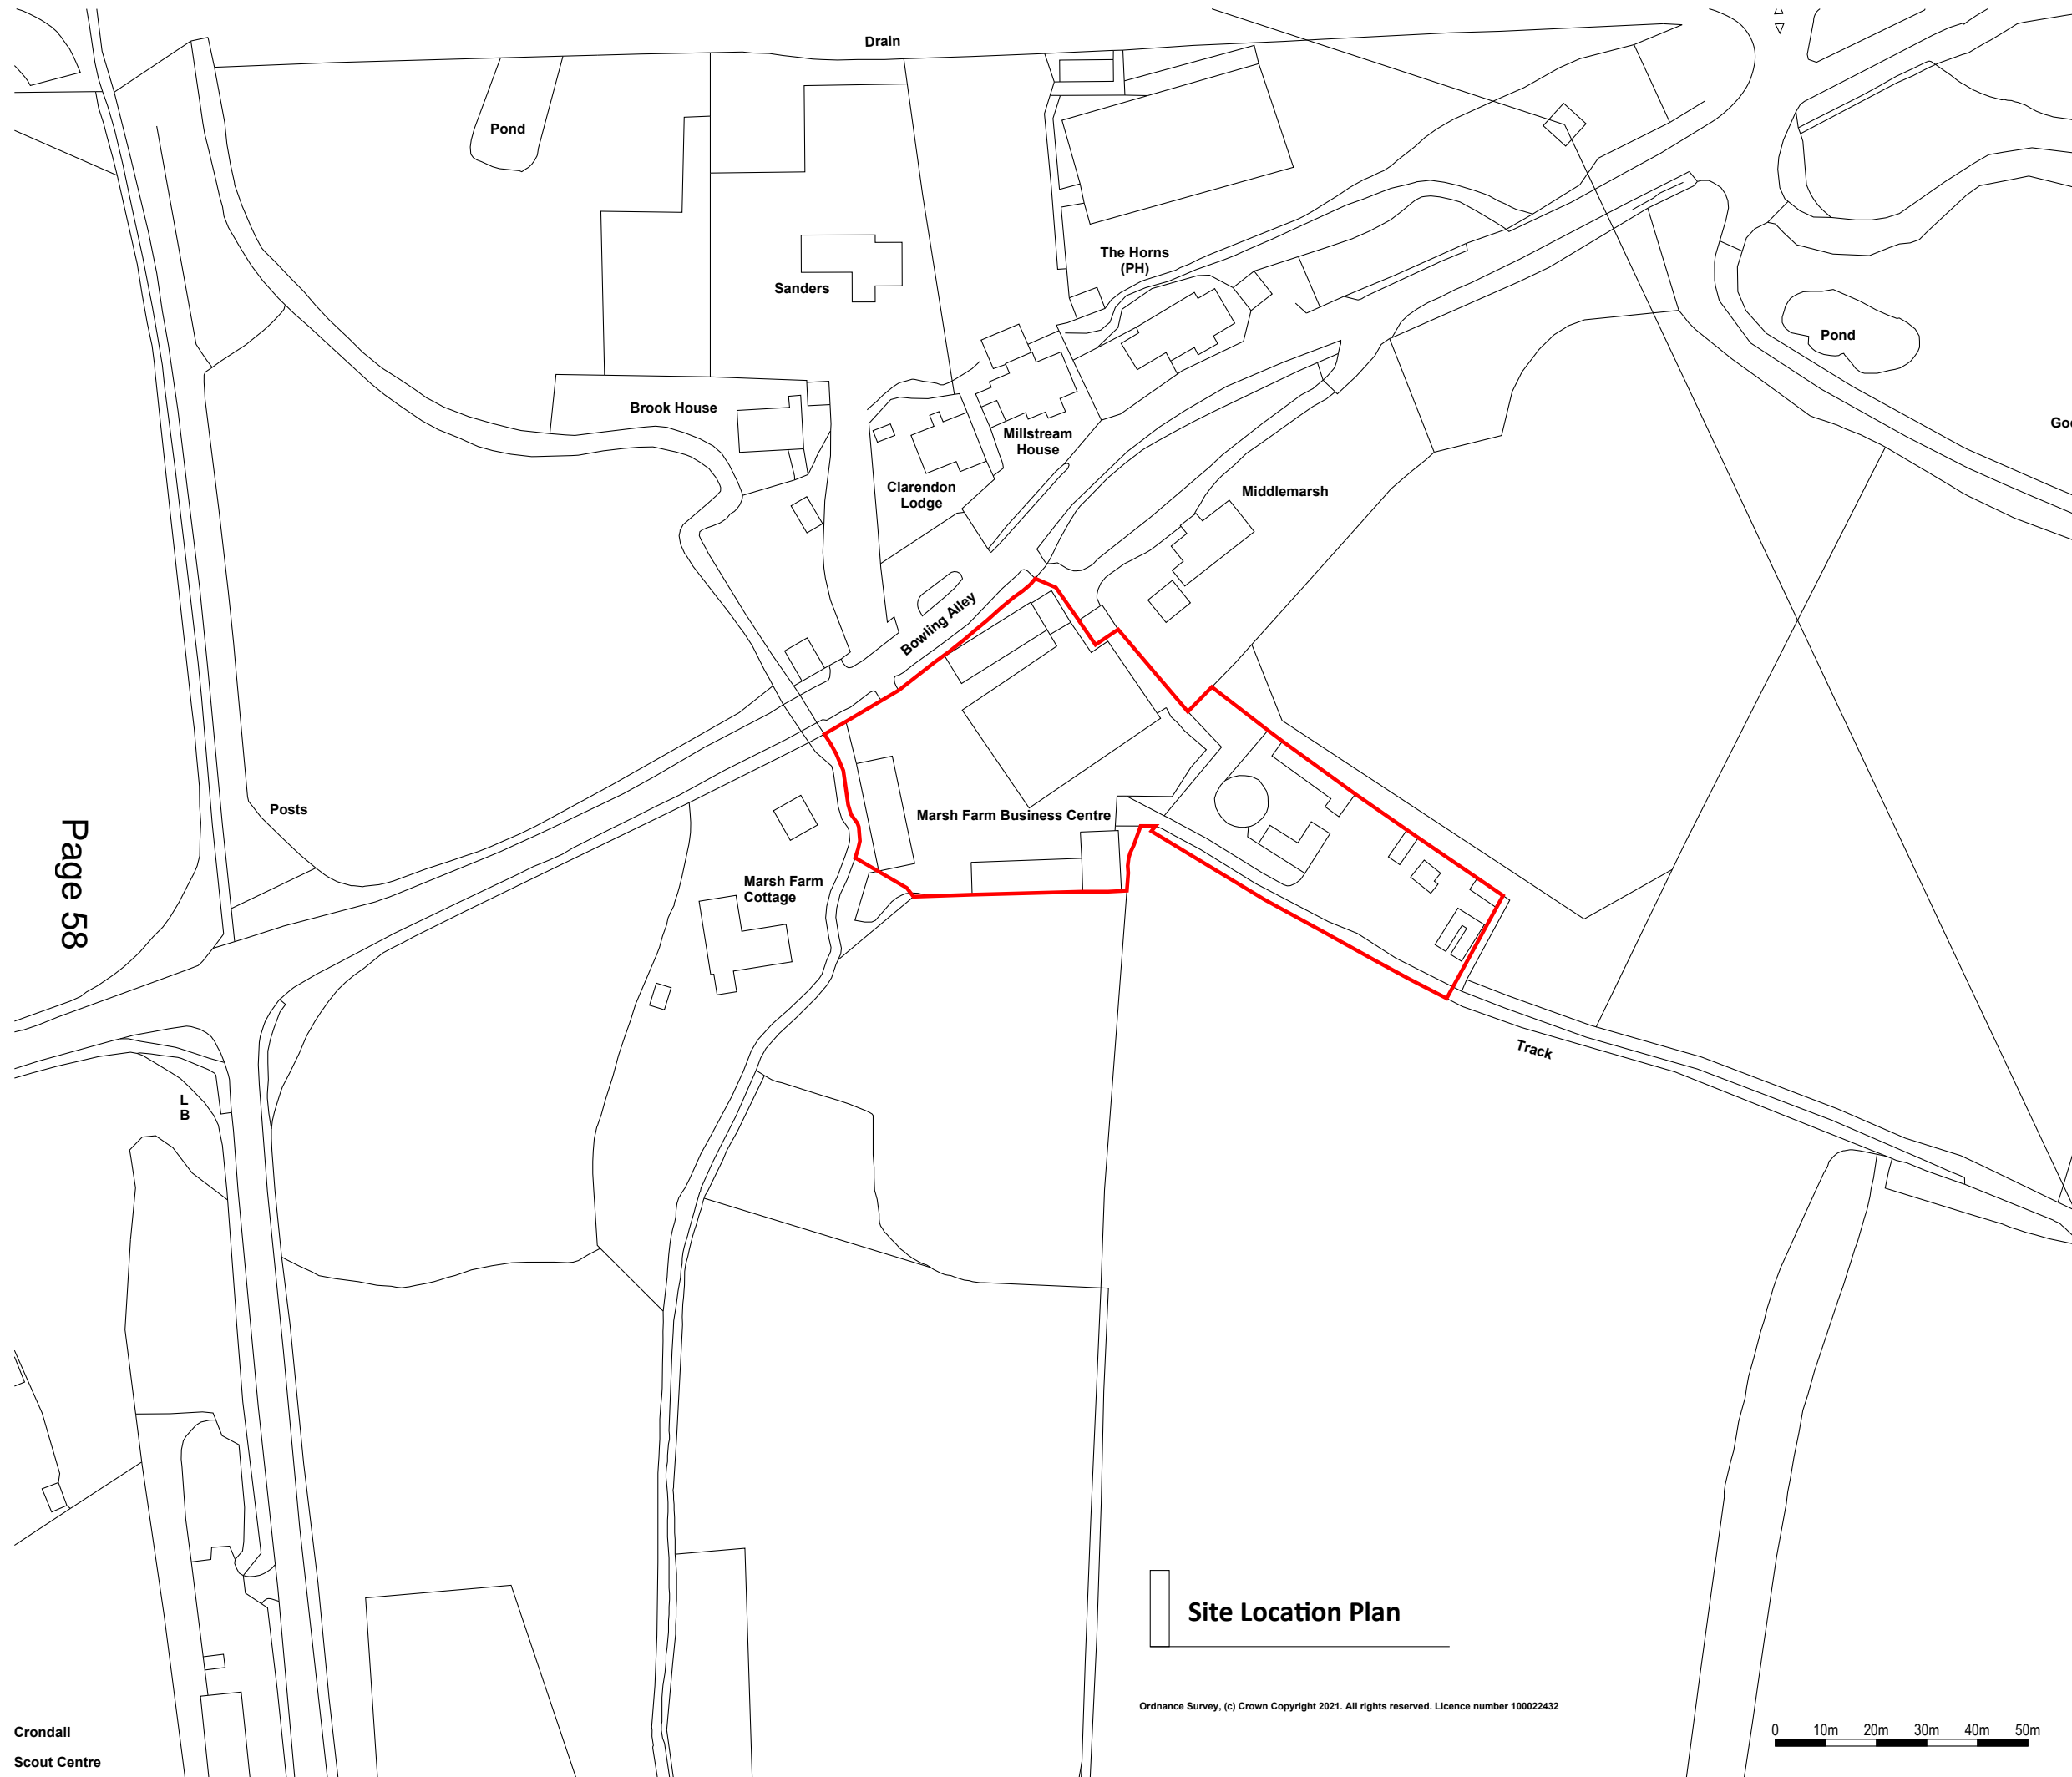 Drain
Pond
The Horns
(PH)
Sanders
Pond
Brook House
Millstream
House
Clarendon
Lodge
Middlemarsh
Bowling Alley
Posts
Marsh Farm Business Centre
Page 58
Marsh Farm
Cottage
Track
L
B
Site Location Plan
Ordnance Survey, (c) Crown Copyright 2021. All rights reserved. Licence number 100022432
Crondall
Scout Centre
0 10m 20m 30m 40m 50m